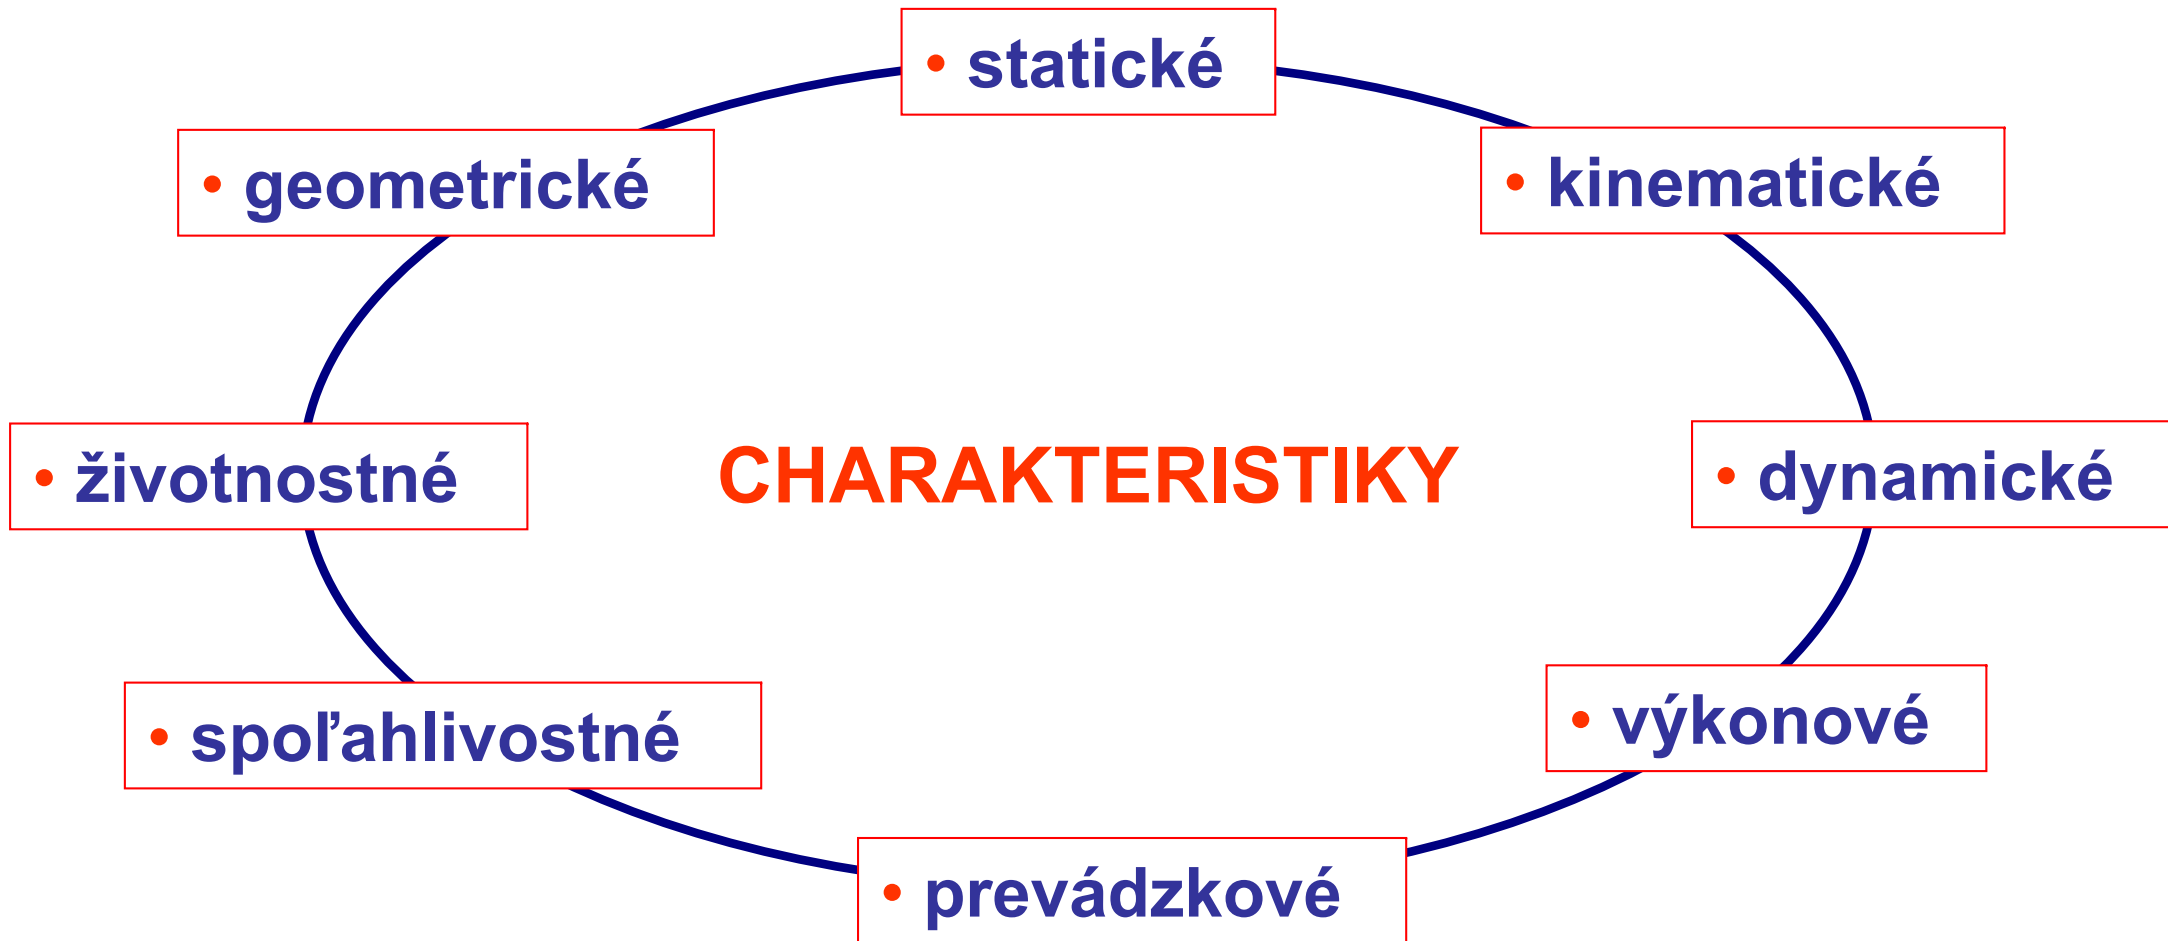 • statické
• geometrické
• kinematické
• životnostné
CHARAKTERISTIKY
• dynamické
• spoľahlivostné
• výkonové
• prevádzkové